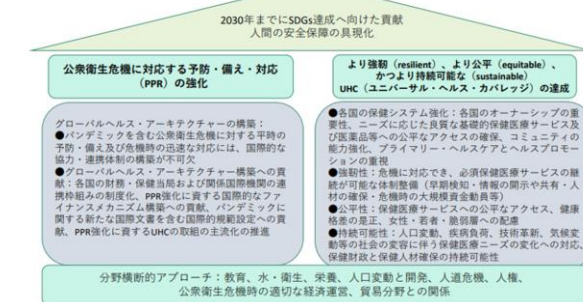 2030年までにSDGs達成へ向けた貢献
人間の安全保障の具現化
公衆衛生危機に対応する予防・備え・対応
（PPR）の強化
グローバルヘルス・アーキテクチャーの構築：
●パンデミックを含む公衆衛生危機に対する平時の
予防・備え及び危機時の迅速な対応には、国際的な
協力・連携体制の構築が不可欠
●グローバルヘルス・アーキテクチャー構築への貢
献：各国の財務・保健当局および関係国際機関の連
携枠組みの制度化、PPR強化に資する国際的なファ
イナンスメカニズム構築への貢献、パンデミックに
関する新たな国際文書を含む国際的規範設定への貢
献、PPR強化に資するUHCの取組の主流化の推進
より強靭（resilient）、より公平（equitable）、
かつより持続可能な（sustainable）
UHC（ユニバーサル・ヘルス・カバレッジ）の達成
●各国の保健システム強化：各国のオーナーシップの重
要性、ニーズに応じた良質な基礎的保健医療サービス及
び医薬品等への公平なアクセスの確保、コミュニティの
能力強化、プライマリー・ヘルスケアとヘルスプロモー
ションの重視
●強靭性：危機に対応でき、必須保健医療サービスの継
続が可能な体制整備（早期検知・情報の開示や共有・人
材の確保・危機時の大規模資金動員等）
●公平性：保健医療サービスへの公平なアクセス、健康
格差の是正、女性・若者・脆弱層への配慮
●持続可能性：人口変動、疾病負荷、技術革新、気候変
動等の社会の変容に伴う保健医療ニーズの変化への対応、
保健財政と保健人材確保の持続可能性
分野横断的アプローチ：教育、水・衛生、栄養、人口変動と開発、人道危機、人権、
公衆衛生危機時の適切な経済運営、貿易分野との関係